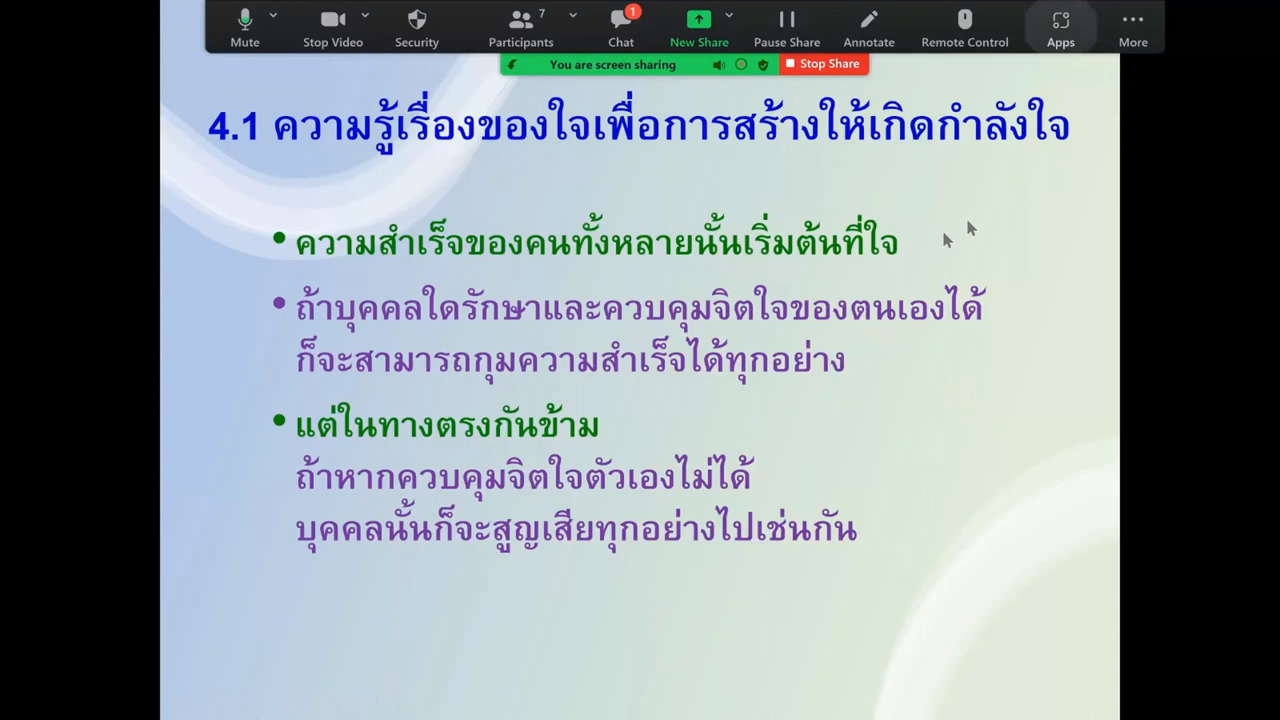 Mute
Stop Video
Security
7
Participants
1
Chat
New Share
Pause Share
Annotate
Remote Control
Apps
More
You are screen sharing
Stop Share
4.1 ความรู้เรื่องของใจเพื่อการสร้างให้เกิดกำลังใจ
• ความสำเร็จของคนทั้งหลายนั้นเริ่มต้นที่ใจ
• ถ้าบุคคลใดรักษาและควบคุมจิตใจของตนเองได้
ก็จะสามารถกุมความสำเร็จได้ทุกอย่าง
• แต่ในทางตรงกันข้าม
ถ้าหากควบคุมจิตใจตัวเองไม่ได้
บุคคลนั้นก็จะสูญเสียทุกอย่างไปเช่นกัน